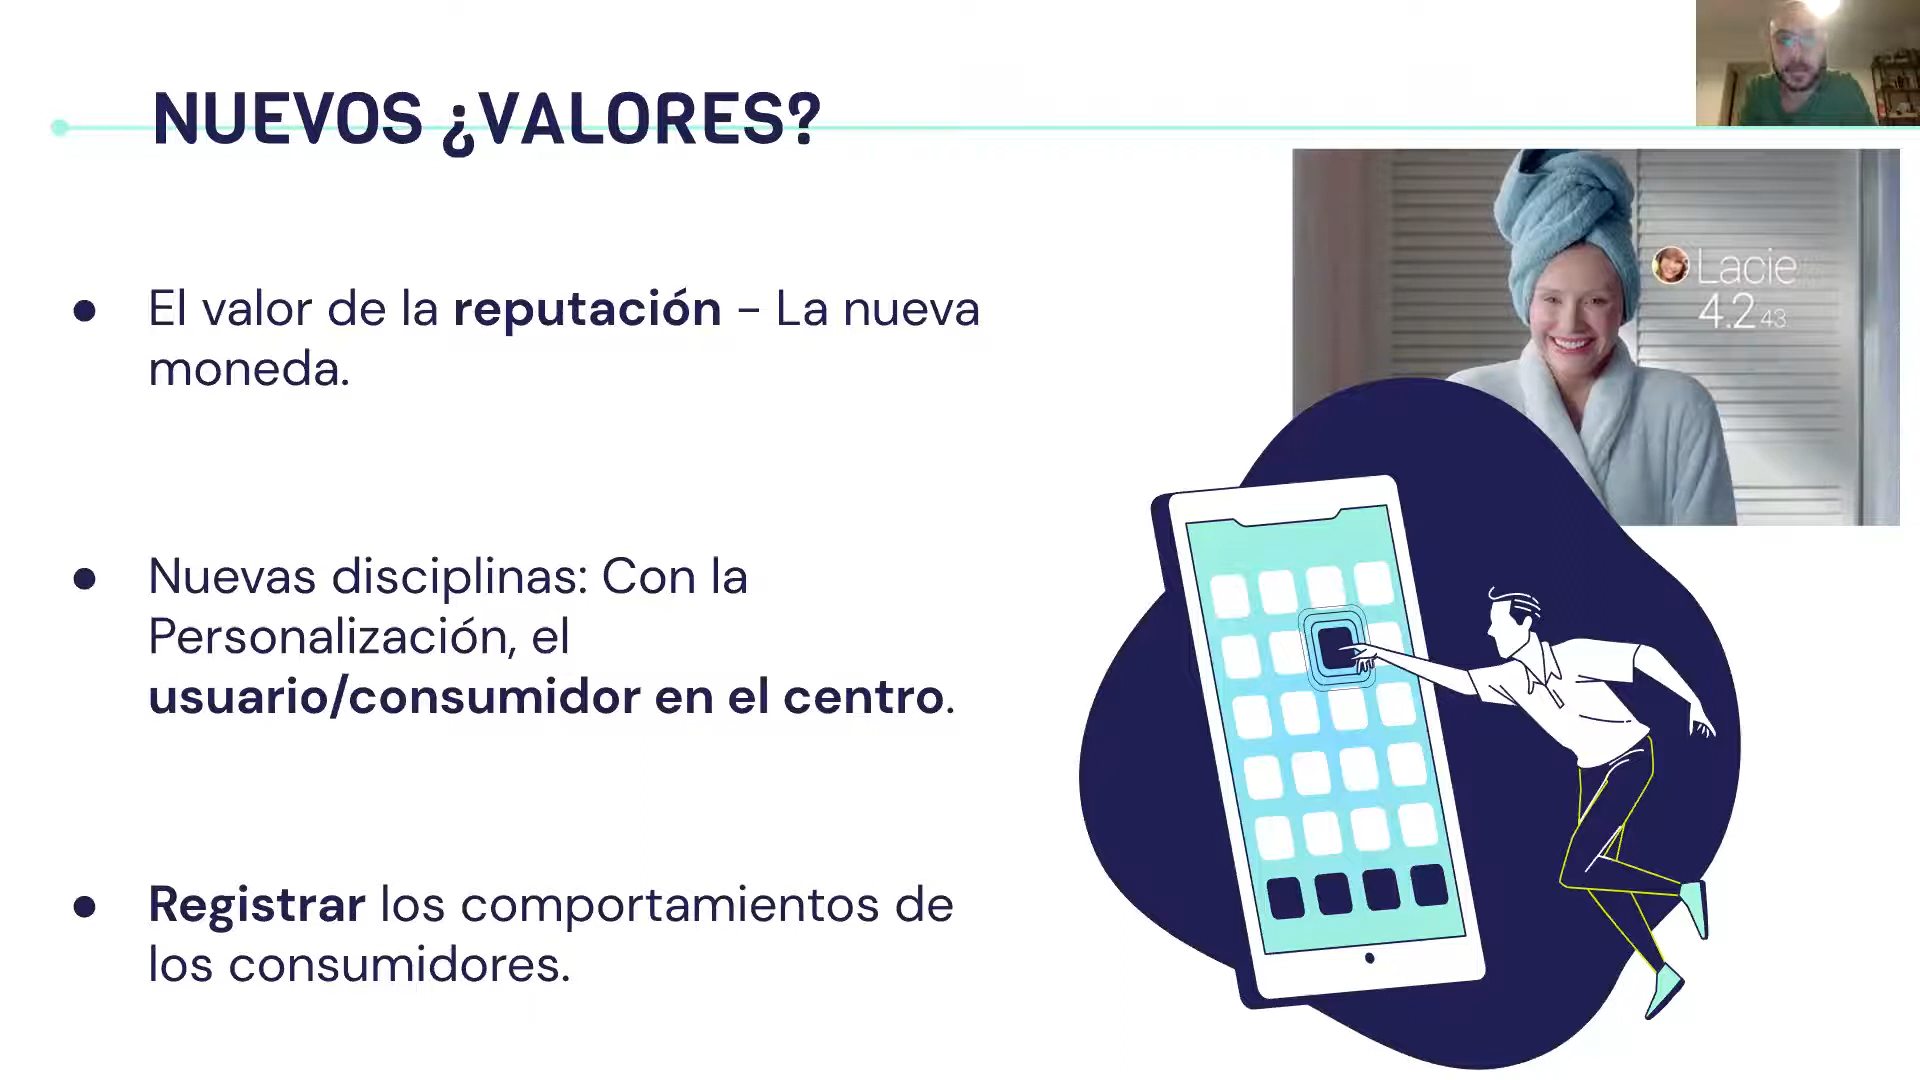 NUEVOS ¿VALORES?
Lacie
4.2 43
● El valor de la reputación - La nueva
moneda.
● Nuevas disciplinas: Con la
Personalización, el
usuario/consumidor en el centro.
● Registrar los comportamientos de
los consumidores.